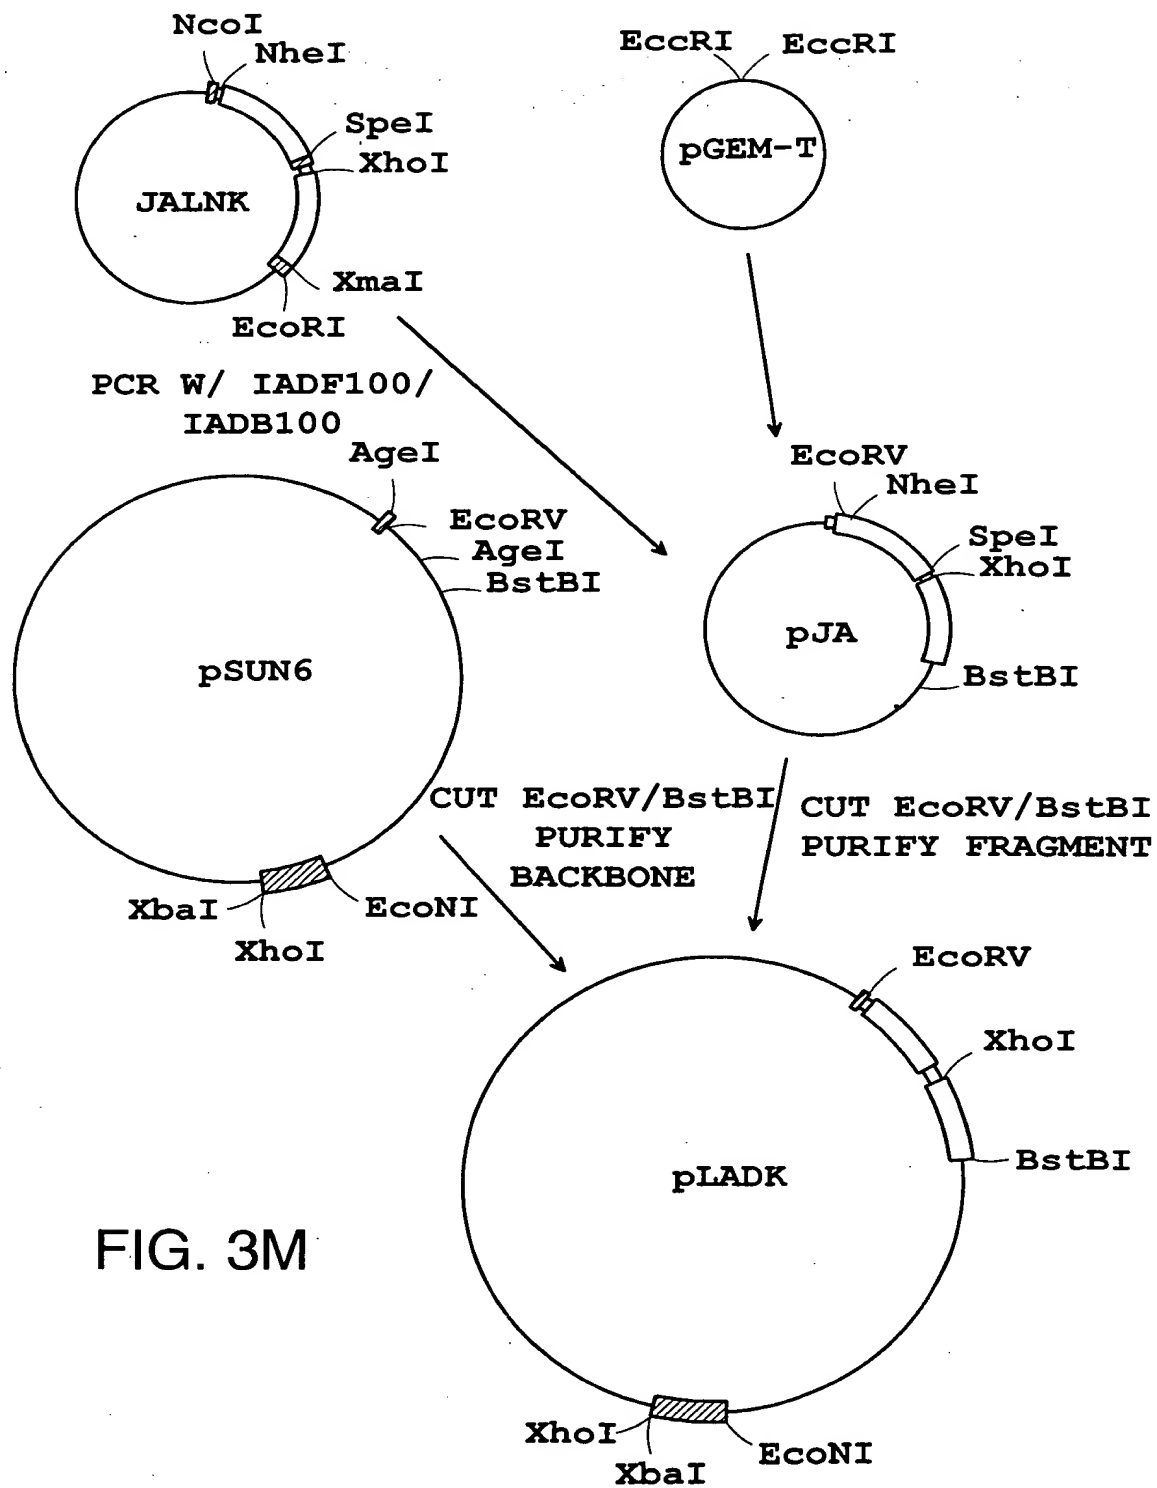 NcoI
NheI
SpeI
XhoI
JALNK
XmaI
EcoRI
EccRI EccRI
pGEM-T
PCR W/ IADF100/
IADB100
AgeI
EcoRV
AgeI
BstBI
pSUN6
XbaI
XhoI
EcoNI
EcoRV
NheI
SpeI
XhoI
pJA
BstBI
CUT EcoRV/BstBI
PURIFY
BACKBONE
CUT EcoRV/BstBI
PURIFY FRAGMENT
EcoRV
XhoI
BstBI
pLADK
XhoI
XbaI
EcoNI
FIG. 3M